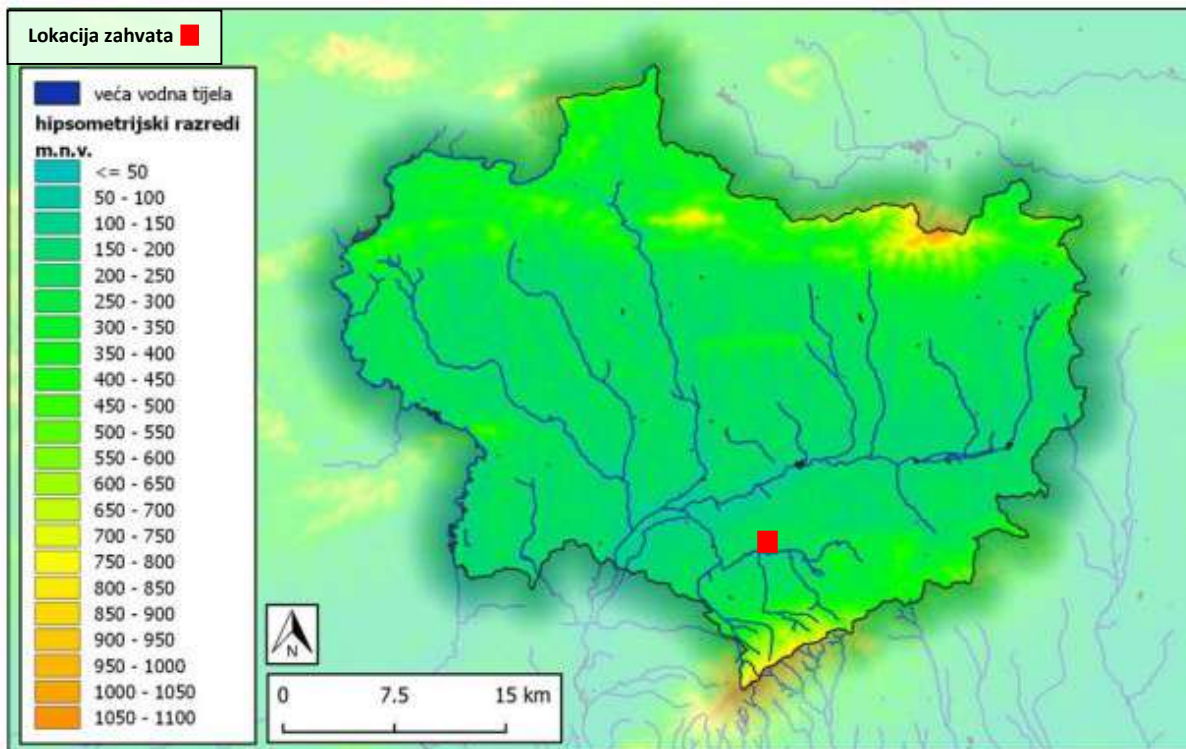 Lokacija zahvata
veća vodna tijela
hipsometrijski razredi
m.n.v.
<= 50
50 - 100
100 - 150
150 - 200
200 - 250
250 - 300
300 - 350
350 - 400
400 - 450
450 - 500
500 - 550
550 - 600
600 - 650
650 - 700
700 - 750
750 - 800
800 - 850
850 - 900
900 - 950
950 - 1000
1000 - 1050
1050 - 1100
N
0 7.5 15 km